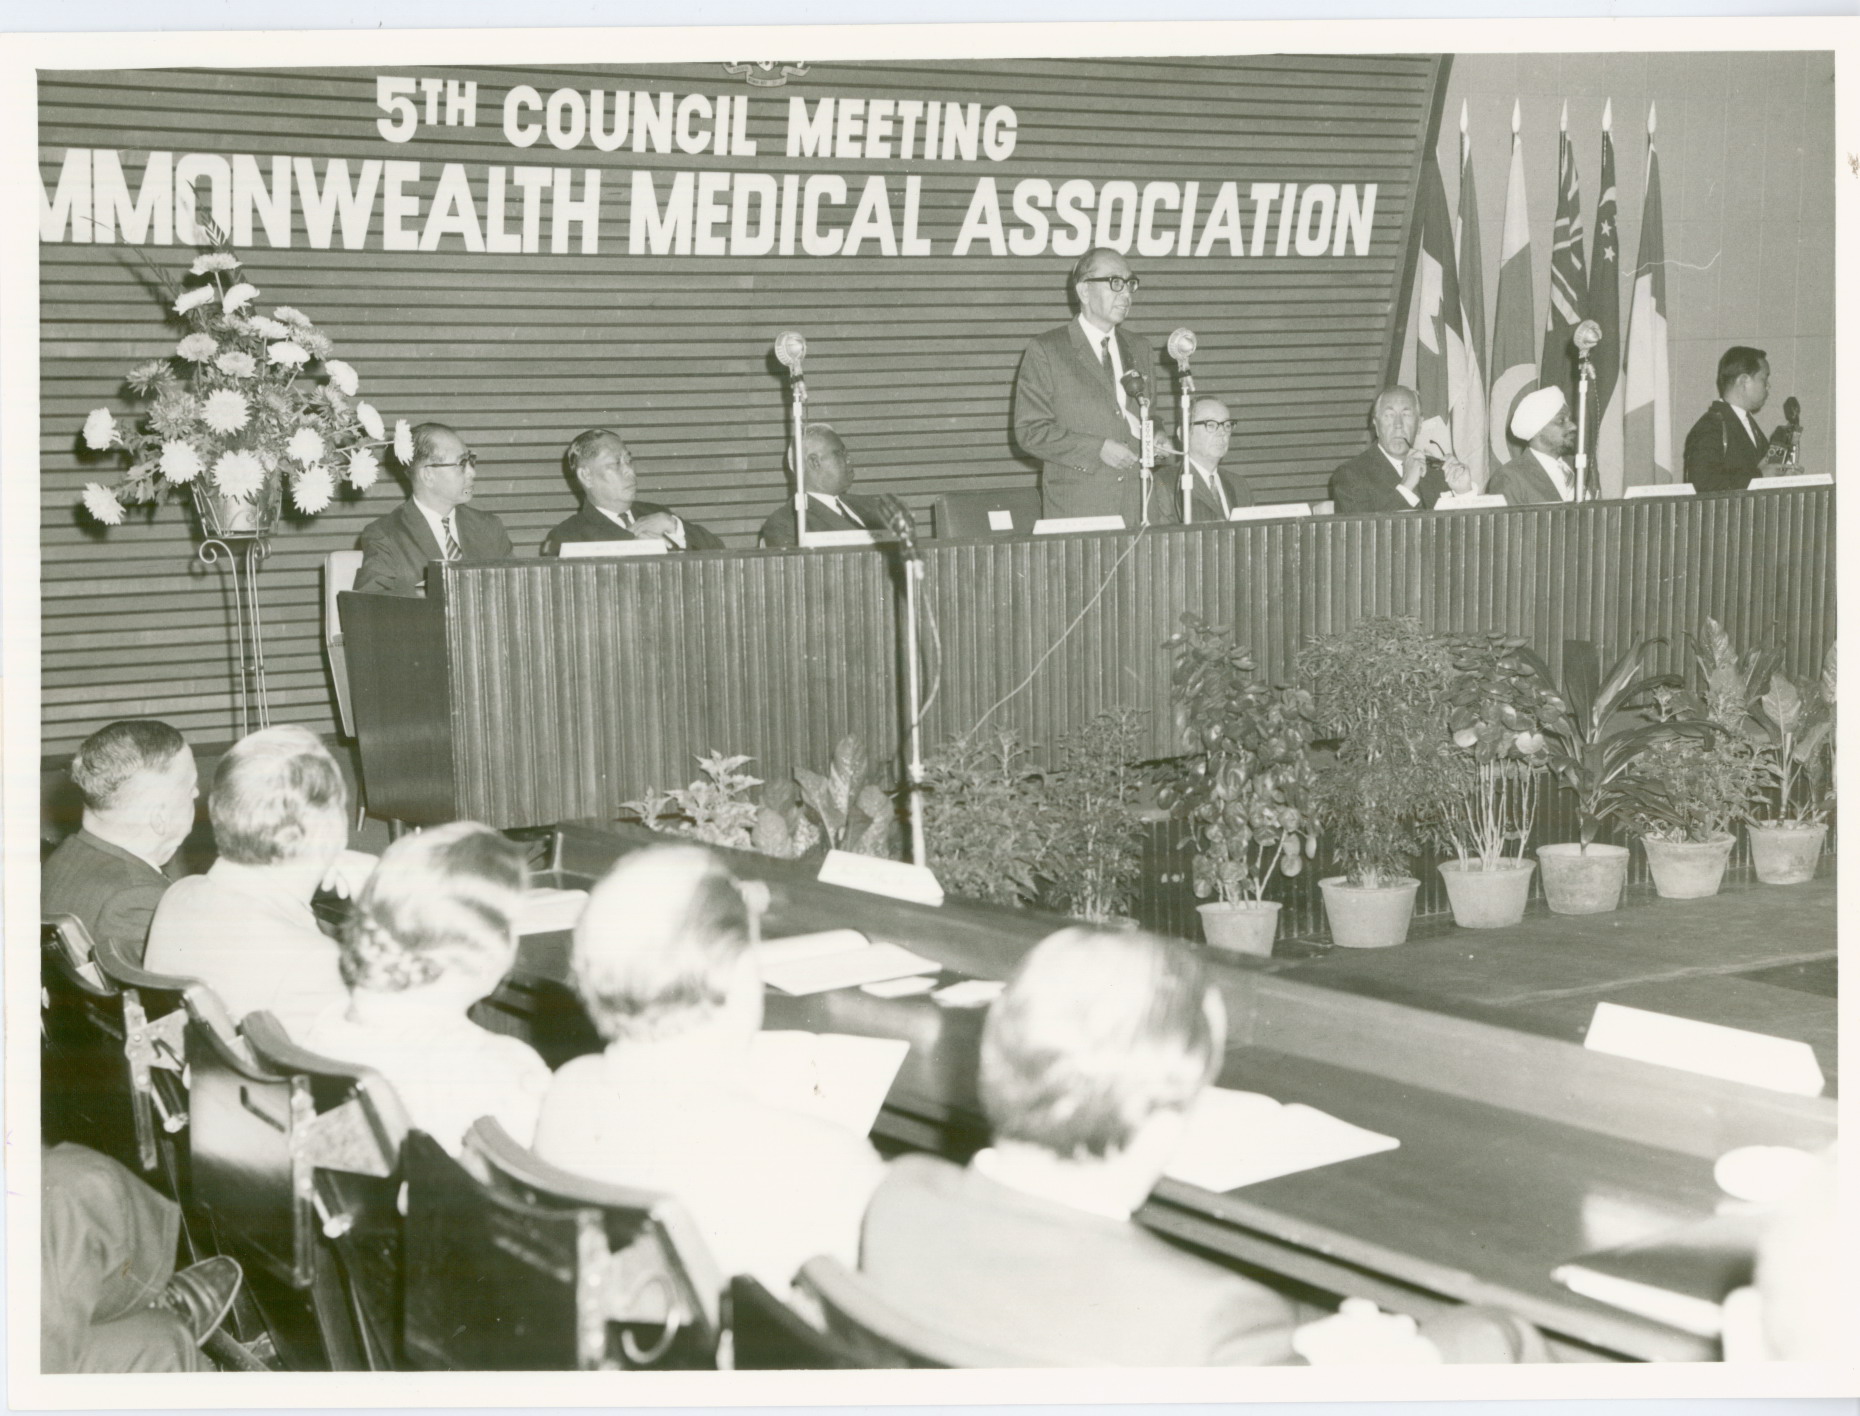 5TH COUNCIL MEETING
MMONWEALTH MEDICAL ASSOCIATION